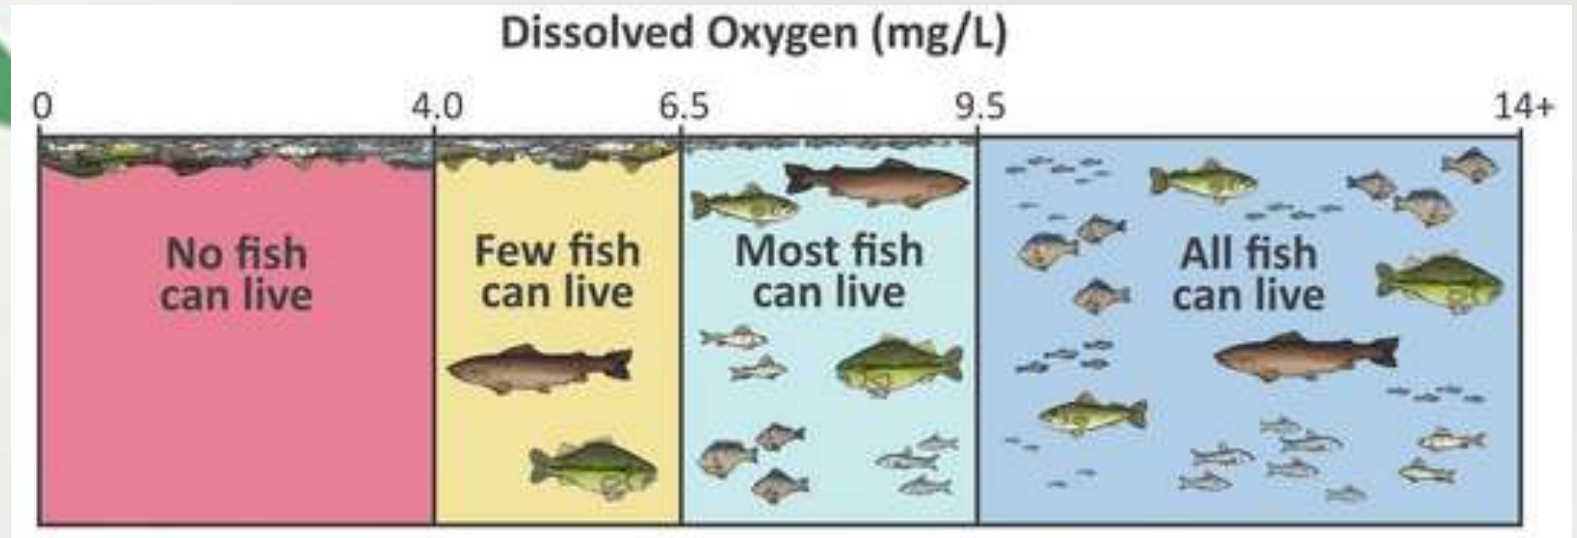 Dissolved Oxygen (mg/L)
0 4.0 6.5 9.5 14+
No fish
can live
Few fish
can live
Most fish
can live
All fish
can live